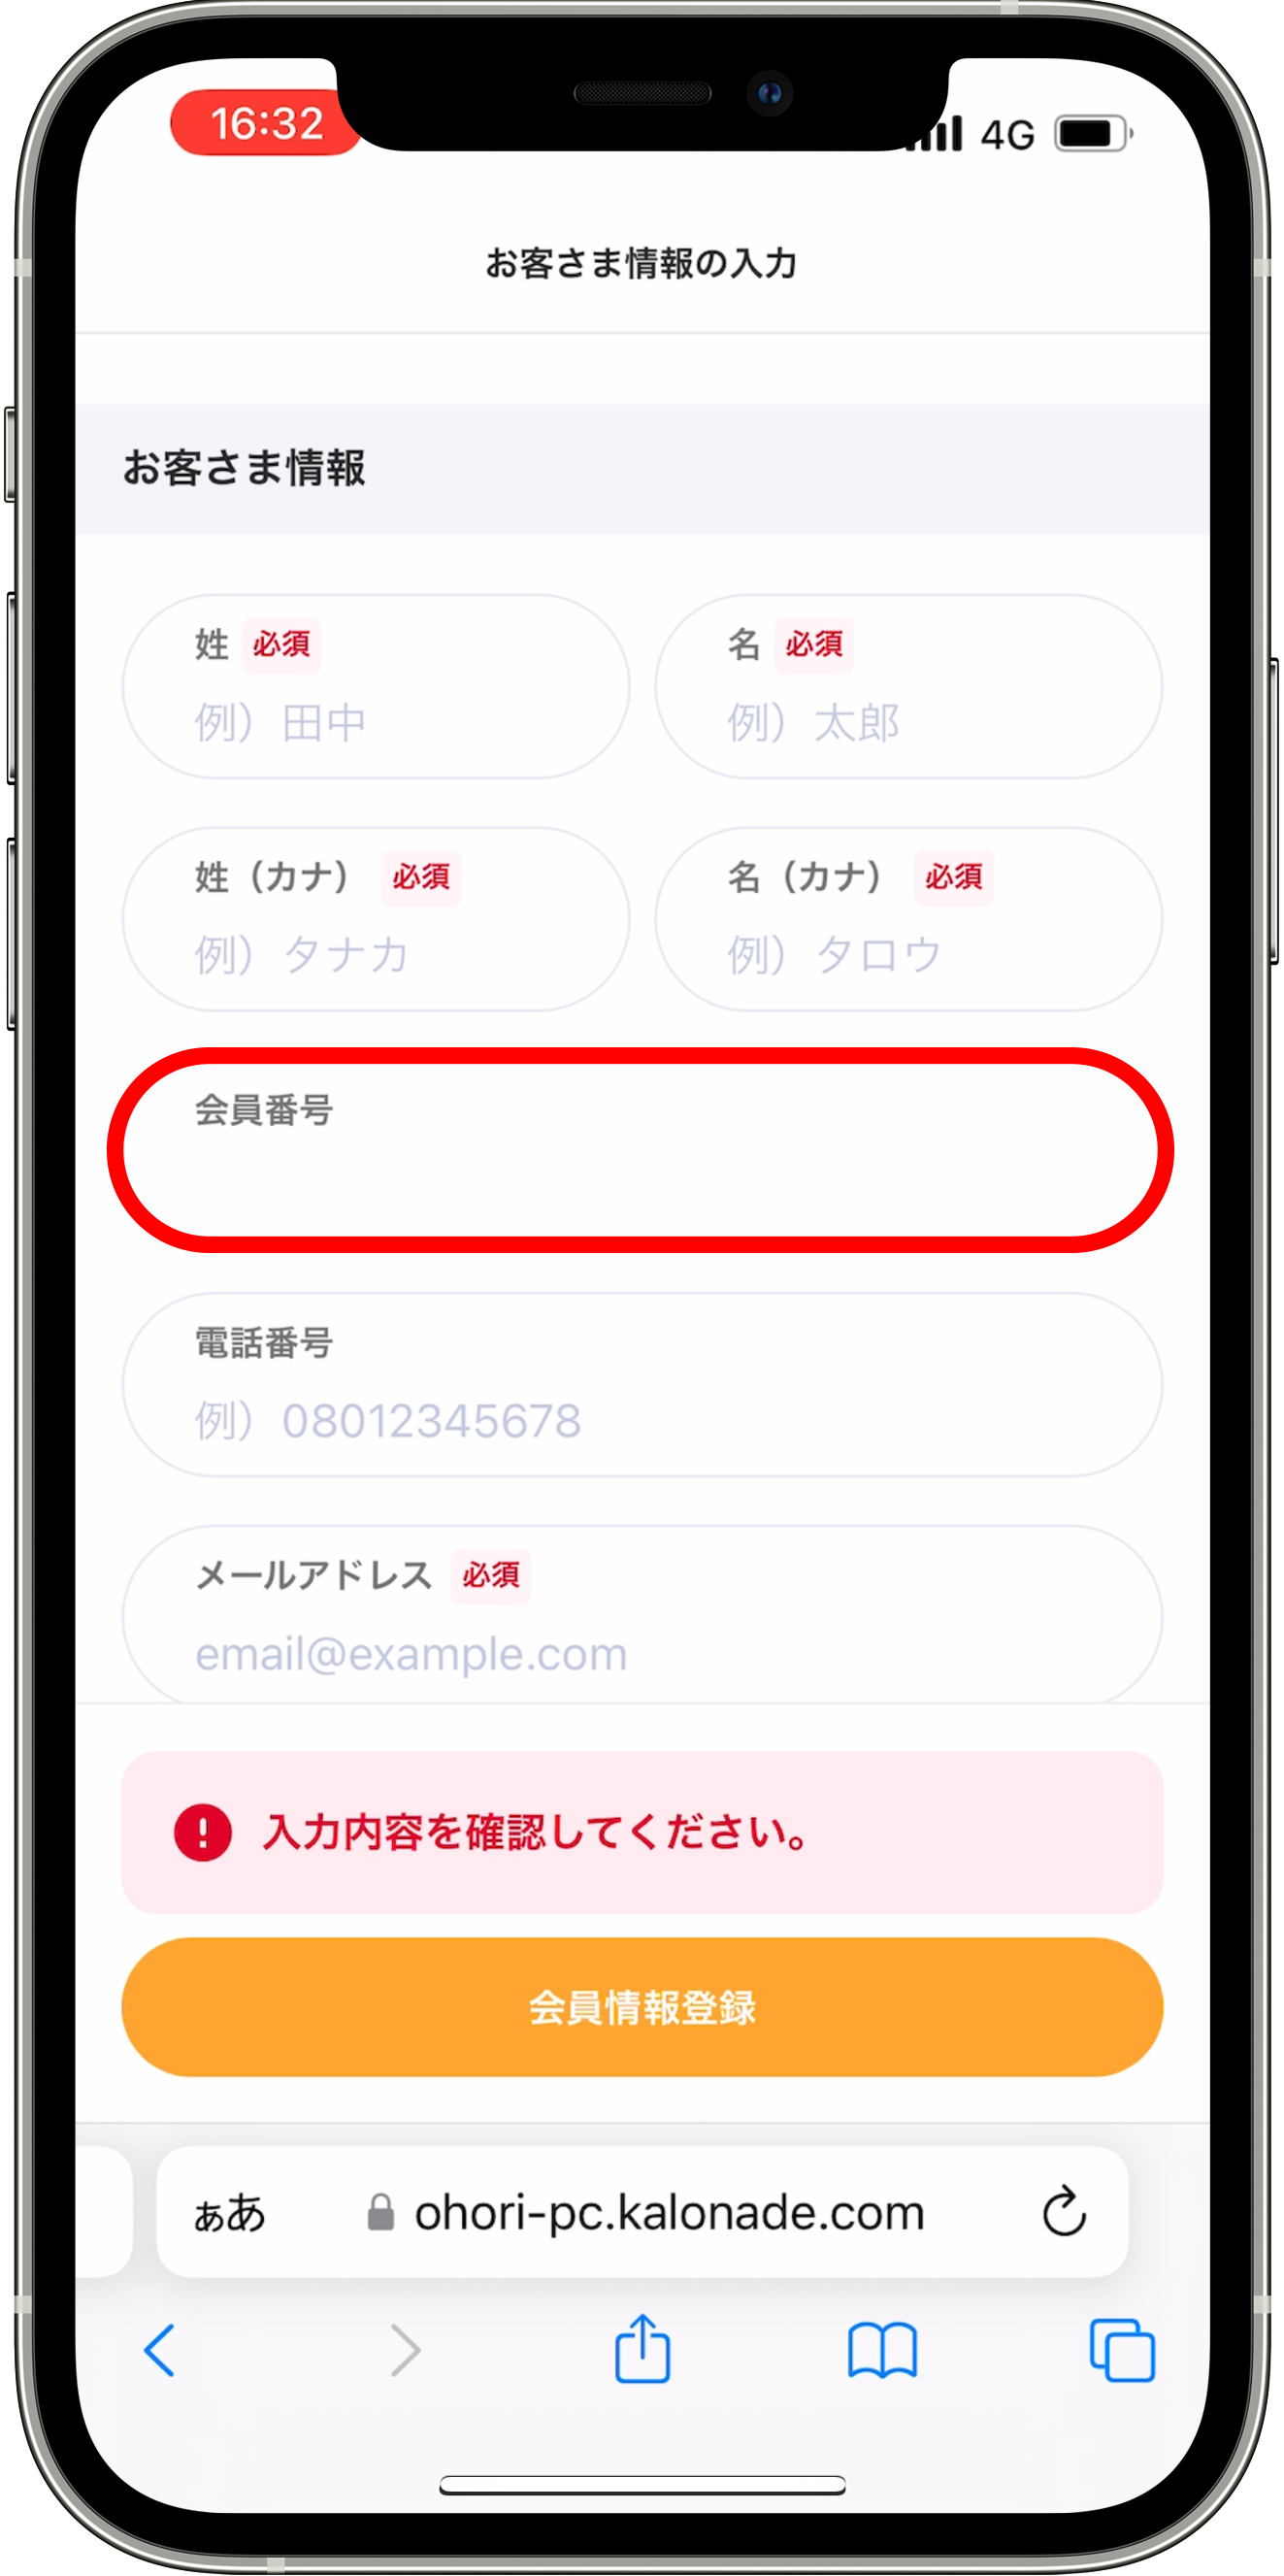 16:32 4G
お客さま情報の入力
お客さま情報
姓 必須 名 必須
例）田中 例）太郎
姓（カナ） 必須 名（カナ） 必須
例）タナカ 例）タロウ
会員番号
電話番号
例）08012345678
メールアドレス 必須
email@example.com
入力内容を確認してください。
会員情報登録
ぁあ ohori-pc.kalonade.com